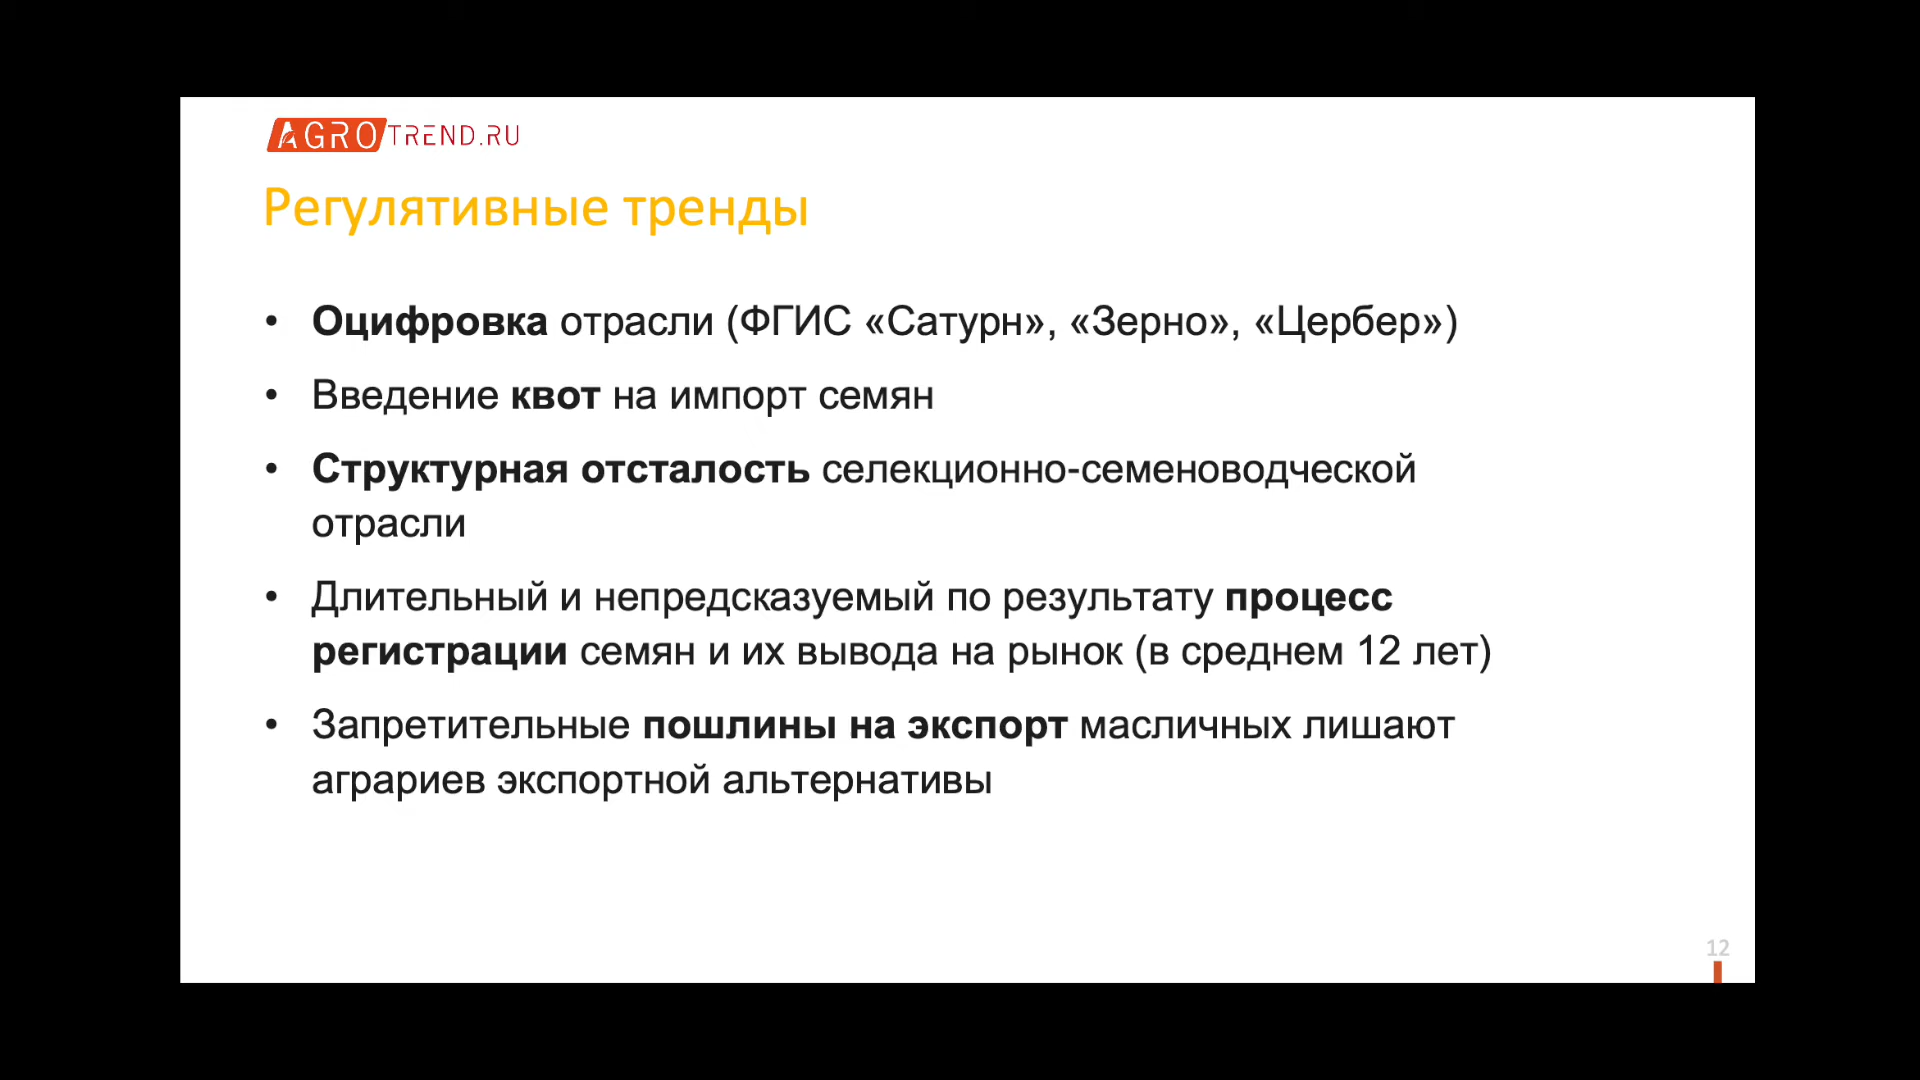 AGROTREND.RU
Регулятивные тренды
• Оцифровка отрасли (ФГИС «Сатурн», «Зерно», «Цербер»)
• Введение квот на импорт семян
• Структурная отсталость селекционно-семеноводческой
отрасли
• Длительный и непредсказуемый по результату процесс
регистрации семян и их вывода на рынок (в среднем 12 лет)
• Запретительные пошлины на экспорт масличных лишают
аграриев экспортной альтернативы
12